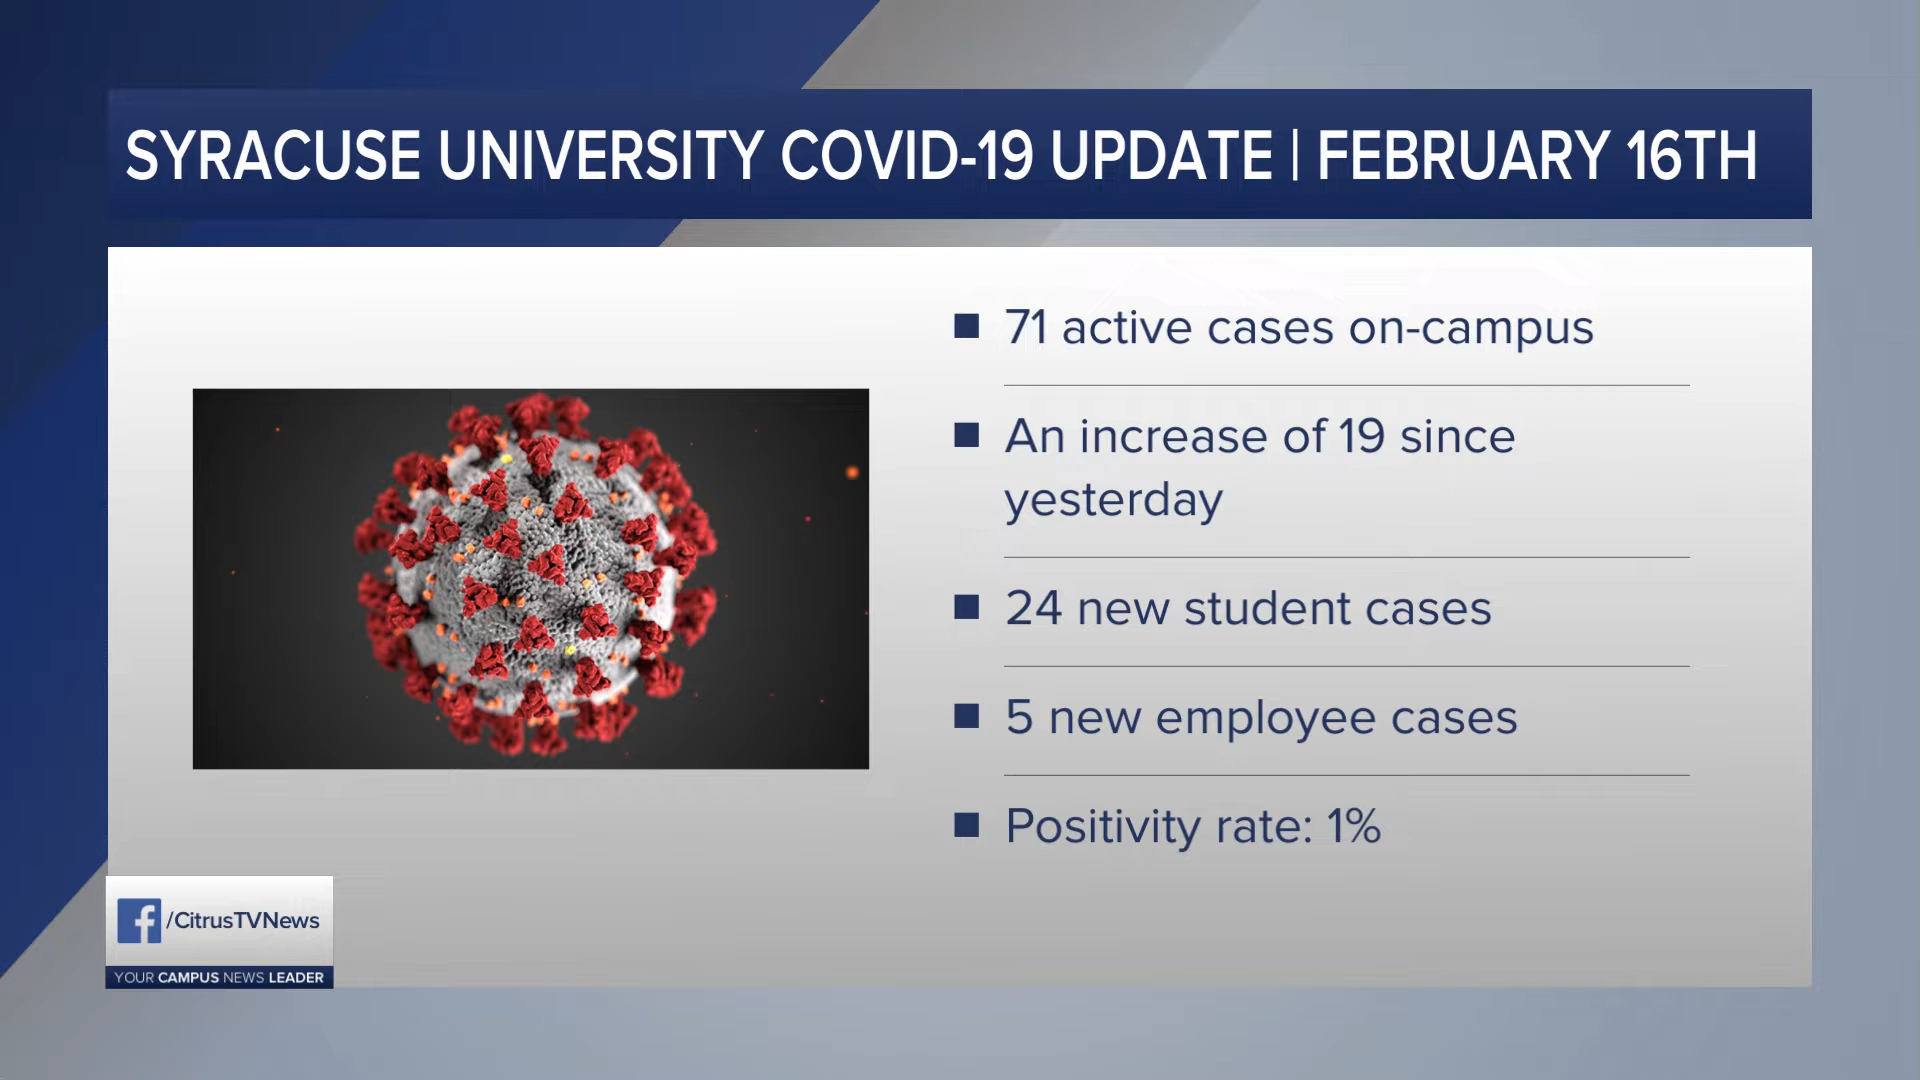 SYRACUSE UNIVERSITY COVID-19 UPDATE | FEBRUARY 16TH
71 active cases on-campus
An increase of 19 since
yesterday
24 new student cases
5 new employee cases
Positivity rate: 1%
/CitrusTVNews
YOUR CAMPUS NEWS LEADER